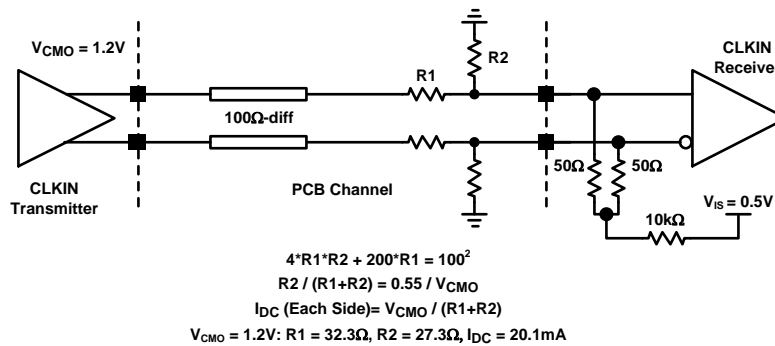 V_CMO = 1.2V
R2
R1
CLKIN
Receive
100Ω-diff
50Ω
50Ω
CLKIN
Transmitter
PCB Channel
V_IS = 0.5V
10kΩ
4*R1*R2 + 200*R1 = 100²
R2 / (R1+R2) = 0.55 / V_CMO
I_DC (Each Side)= V_CMO / (R1+R2)
V_CMO = 1.2V: R1 = 32.3Ω, R2 = 27.3Ω, I_DC = 20.1mA